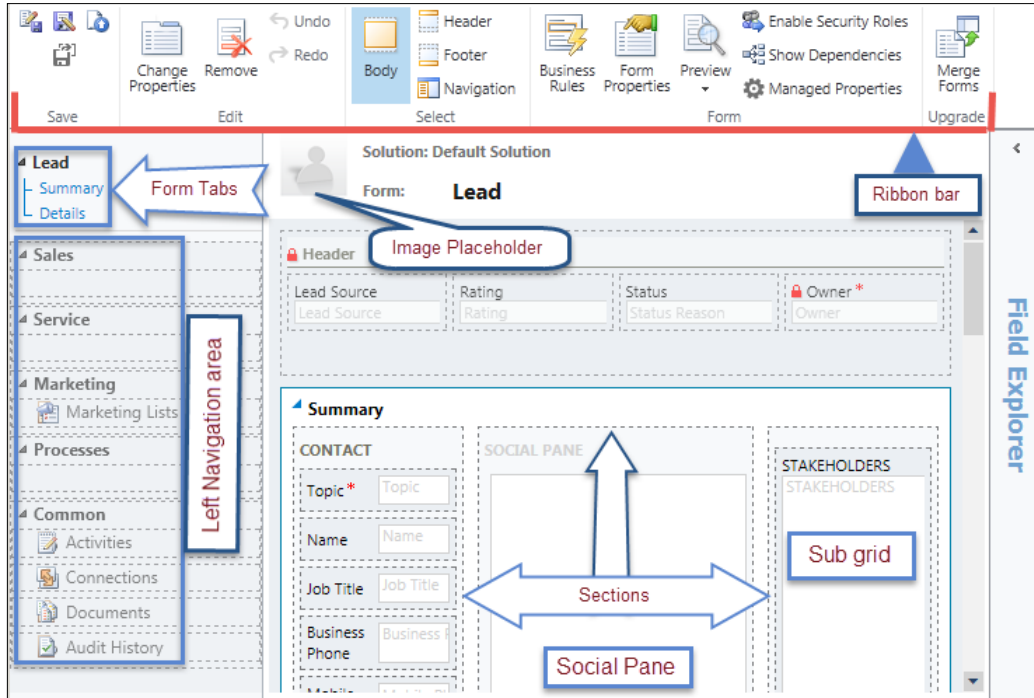 Undo
Redo
Change Properties
Remove
Body
Header
Footer
Navigation
Business Rules
Form Properties
Preview
Enable Security Roles
Show Dependencies
Managed Properties
Merge Forms
Save
Edit
Select
Form
Upgrade
Ribbon bar
Lead
Summary
Details
Form Tabs
Solution: Default Solution
Form:
Lead
Image Placeholder
Sales
Service
Marketing
Marketing Lists
Processes
Common
Activities
Connections
Documents
Audit History
Left Navigation area
Header
Lead Source
Rating
Status
Owner *
Lead Source
Rating
Status Reason
Owner
Summary
CONTACT
Topic *
Topic
Name
Name
Job Title
Job Title
Business Phone
Business
SOCIAL PANE
Sections
Social Pane
STAKEHOLDERS
STAKEHOLDERS
Sub grid
Field Explorer